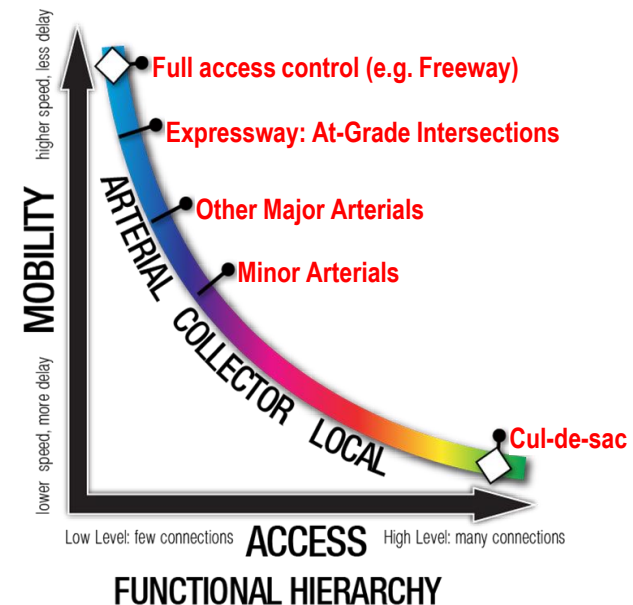 higher speed, less delay
MOBILITY
lower speed, more delay
Full access control (e.g. Freeway)
Expressway: At-Grade Intersections
Other Major Arterials
Minor Arterials
Cul-de-sac
ARTERIAL COLLECTOR LOCAL
Low Level: few connections ACCESS High Level: many connections
FUNCTIONAL HIERARCHY